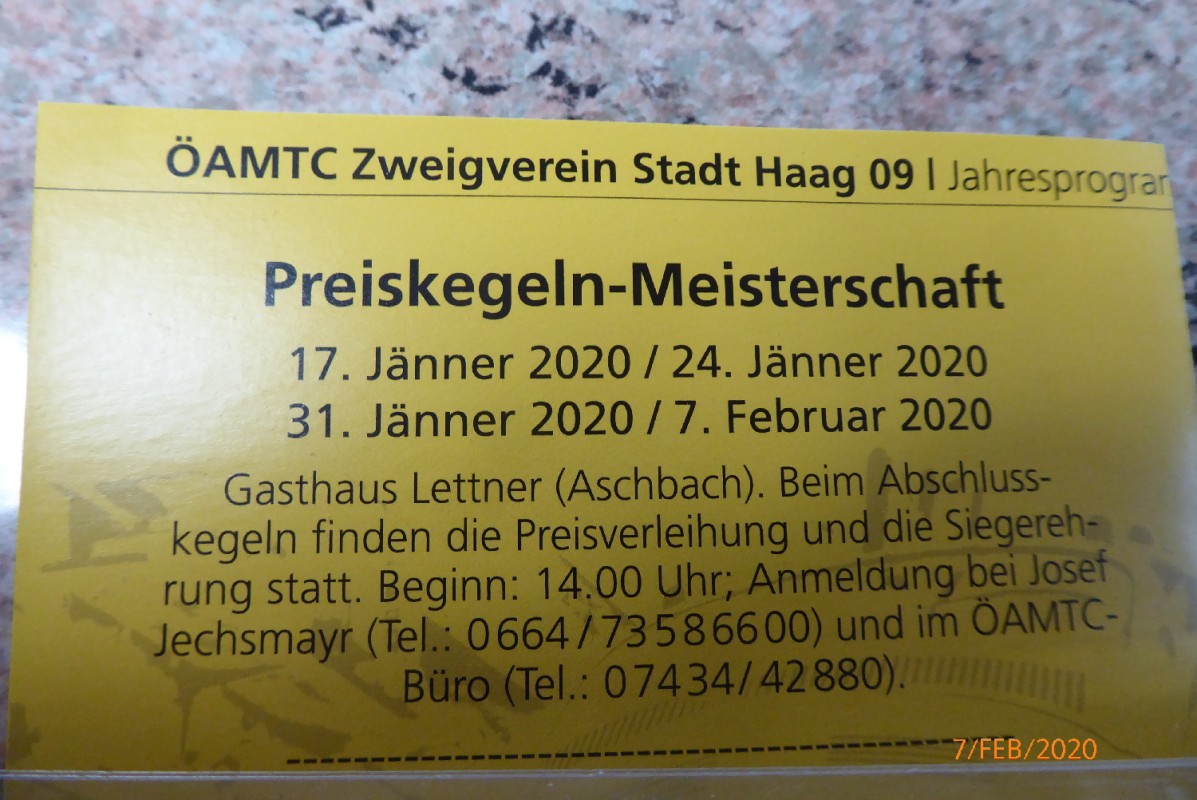 ÖAMTC Zweigverein Stadt Haag 09 | Jahresprogram
Preiskegeln-Meisterschaft
17. Jänner 2020 / 24. Jänner 2020
31. Jänner 2020 / 7. Februar 2020
Gasthaus Lettner (Aschbach). Beim Abschluss-
kegeln finden die Preisverleihung und die Siegereh-
rung statt. Beginn: 14.00 Uhr; Anmeldung bei Josef
Jechsmayr (Tel.: 0664/73586600) und im ÖAMTC-
Büro (Tel.: 07434/42880).
7/FEB/2020